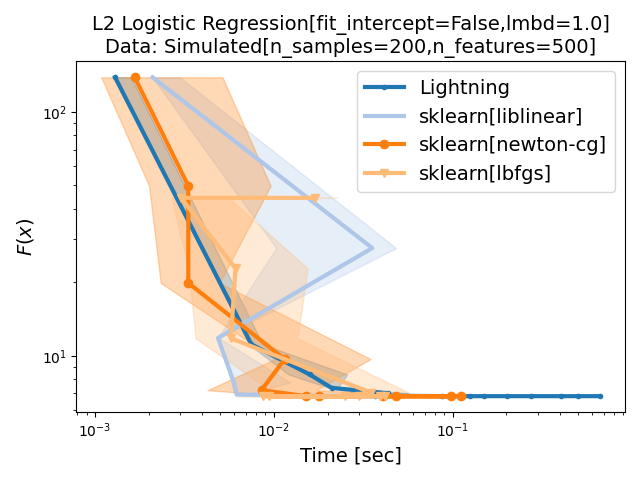 L2 Logistic Regression[fit_intercept=False,lmbd=1.0]
Data: Simulated[n_samples=200,n_features=500]
Lightning
sklearn[liblinear]
sklearn[newton-cg]
sklearn[lbfgs]
F(x)
10²
10¹
10⁻³
10⁻²
10⁻¹
Time [sec]